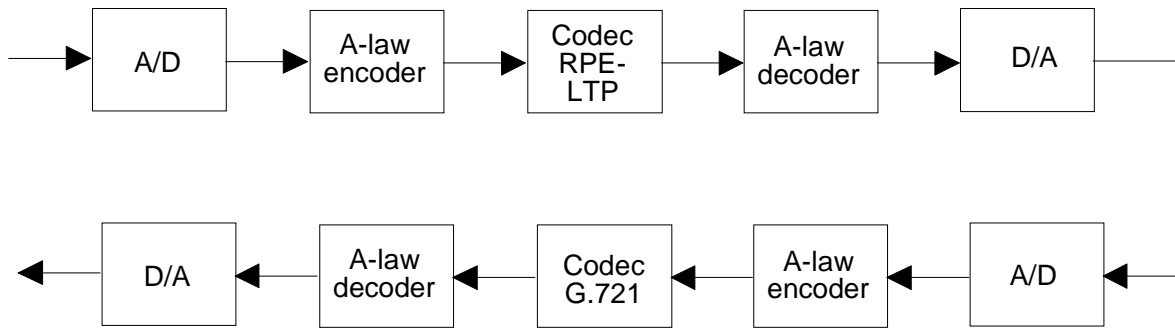 A/D
A-law
encoder
Codec
RPE-
LTP
A-law
decoder
D/A
D/A
A-law
decoder
Codec
G.721
A-law
encoder
A/D